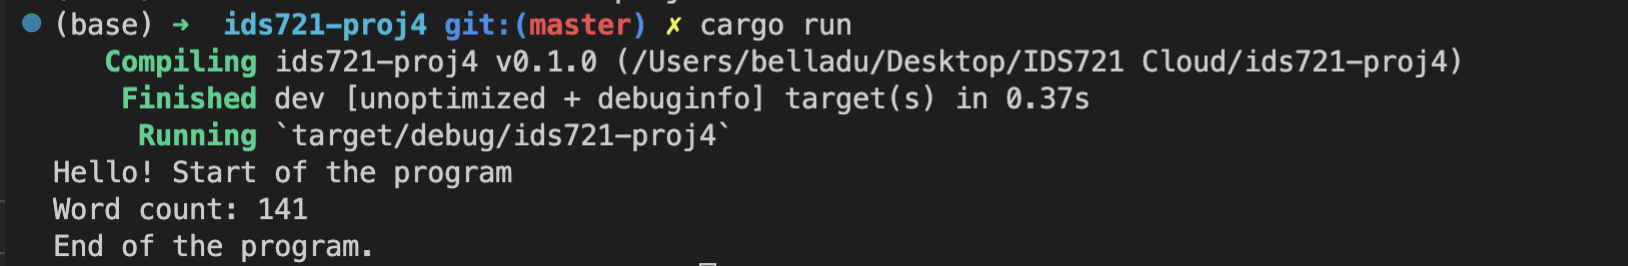 (base) → ids721-proj4 git:(master) ✗ cargo run
Compiling ids721-proj4 v0.1.0 (/Users/belladu/Desktop/IDS721 Cloud/ids721-proj4)
Finished dev [unoptimized + debuginfo] target(s) in 0.37s
Running `target/debug/ids721-proj4`
Hello! Start of the program
Word count: 141
End of the program.